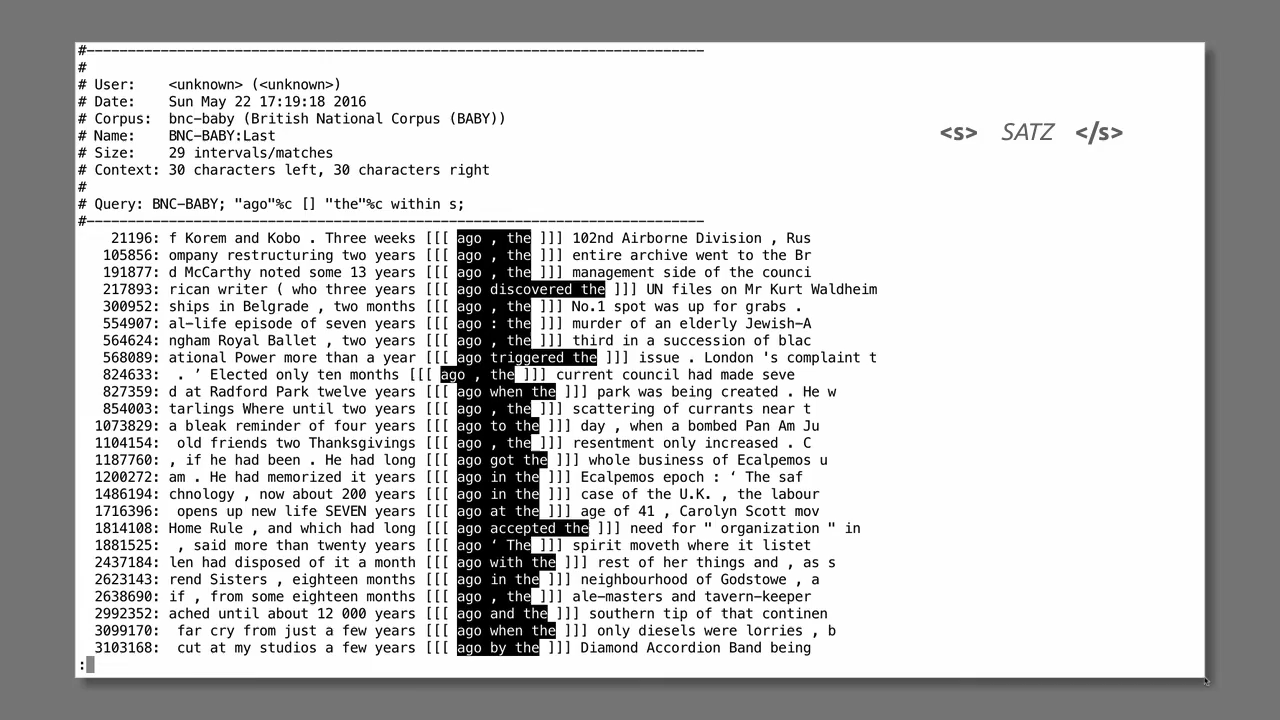 #---------------------------------------------------------------------------
#
# User:    <unknown> (<unknown>)
# Date:    Sun May 22 17:19:18 2016
# Corpus:  bnc-baby (British National Corpus (BABY))
# Name:    BNC-BABY:Last
# Size:    29 intervals/matches
# Context: 30 characters left, 30 characters right
#
# Query: BNC-BABY; "ago"%c [] "the"%c within s;
#---------------------------------------------------------------------------
<s> SATZ </s>
21196: f Korem and Kobo . Three weeks [[[ ago , the ]]] 102nd Airborne Division , Rus
105856: ompany restructuring two years [[[ ago , the ]]] entire archive went to the Br
191877: d McCarthy noted some 13 years [[[ ago , the ]]] management side of the counci
217893: rican writer ( who three years [[[ ago discovered the ]]] UN files on Mr Kurt Waldheim
300952: ships in Belgrade , two months [[[ ago , the ]]] No.1 spot was up for grabs .
554907: al-life episode of seven years [[[ ago : the ]]] murder of an elderly Jewish-A
564624: ngham Royal Ballet , two years [[[ ago , the ]]] third in a succession of blac
568089: ational Power more than a year [[[ ago triggered the ]]] issue . London 's complaint t
824633: . ’ Elected only ten months [[[ ago , the ]]] current council had made seve
827359: d at Radford Park twelve years [[[ ago when the ]]] park was being created . He w
854003: tarlings Where until two years [[[ ago , the ]]] scattering of currants near t
1073829: a bleak reminder of four years [[[ ago to the ]]] day , when a bombed Pan Am Ju
1104154: old friends two Thanksgivings [[[ ago , the ]]] resentment only increased . C
1187760: , if he had been . He had long [[[ ago got the ]]] whole business of Ecalpemos u
1200272: am . He had memorized it years [[[ ago in the ]]] Ecalpemos epoch : ‘ The saf
1486194: chnology , now about 200 years [[[ ago in the ]]] case of the U.K. , the labour
1716396: opens up new life SEVEN years [[[ ago at the ]]] age of 41 , Carolyn Scott mov
1814108: Home Rule , and which had long [[[ ago accepted the ]]] need for " organization " in
1881525: , said more than twenty years [[[ ago ‘ The ]]] spirit moveth where it listet
2437184: len had disposed of it a month [[[ ago with the ]]] rest of her things and , as s
2623143: rend Sisters , eighteen months [[[ ago in the ]]] neighbourhood of Godstowe , a
2638690: if , from some eighteen months [[[ ago , the ]]] ale-masters and tavern-keeper
2992352: ached until about 12 000 years [[[ ago and the ]]] southern tip of that continen
3099170: far cry from just a few years [[[ ago when the ]]] only diesels were lorries , b
3103168: cut at my studios a few years [[[ ago by the ]]] Diamond Accordion Band being
: